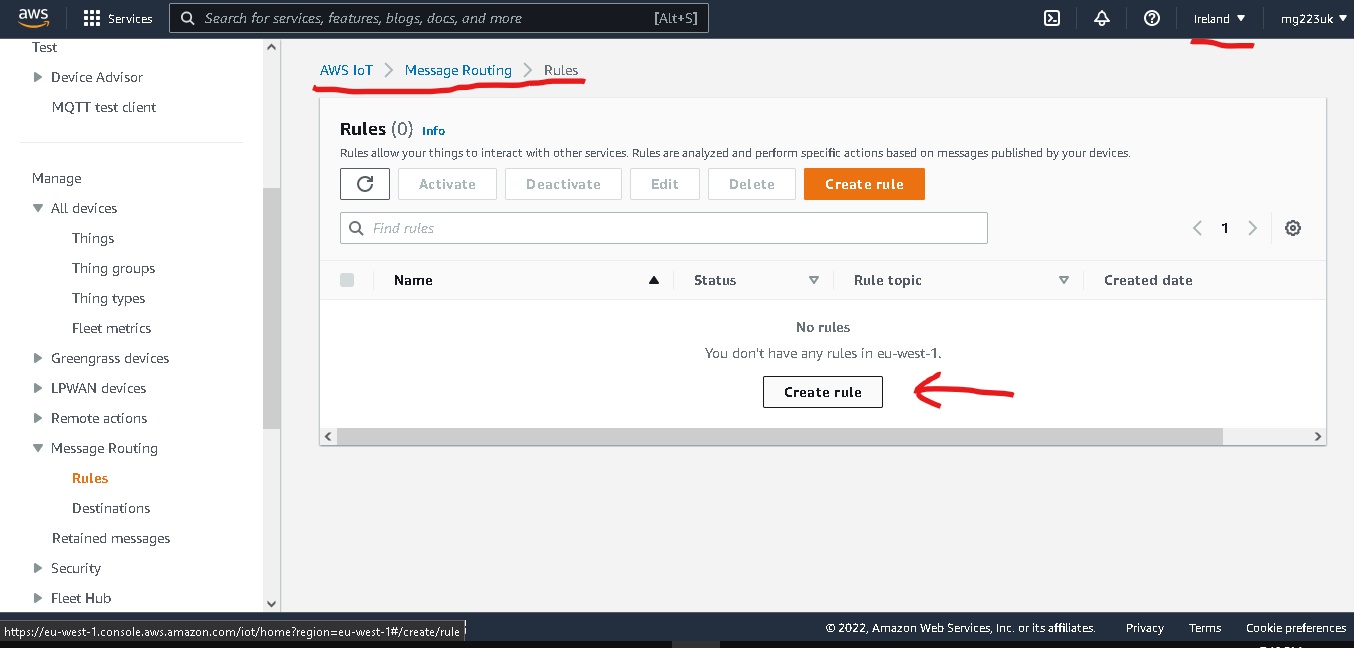 aws
Services
Search for services, features, blogs, docs, and more
[Alt+S]
Ireland ▼
mg223uk ▼
Test
Device Advisor
MQTT test client
Manage
All devices
Things
Thing groups
Thing types
Fleet metrics
Greengrass devices
LPWAN devices
Remote actions
Message Routing
Rules
Destinations
Retained messages
Security
Fleet Hub
AWS IoT > Message Routing > Rules
Rules (0) Info
Rules allow your things to interact with other services. Rules are analyzed and perform specific actions based on messages published by your devices.
Activate
Deactivate
Edit
Delete
Create rule
Find rules
1
Name
Status
Rule topic
Created date
No rules
You don't have any rules in eu-west-1.
Create rule
https://eu-west-1.console.aws.amazon.com/iot/home?region=eu-west-1#/create/rule
© 2022, Amazon Web Services, Inc. or its affiliates.
Privacy
Terms
Cookie preferences